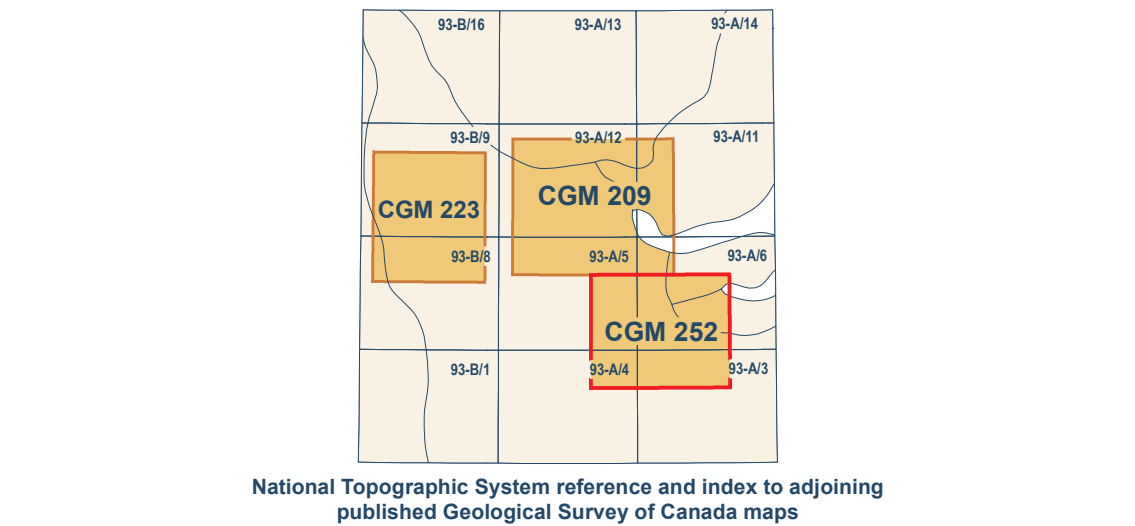 93-B/16 93-A/13 93-A/14
93-B/9 93-A/12 93-A/11
CGM 223 CGM 209
93-B/8 93-A/5 93-A/6
CGM 252
93-B/1 93-A/4 93-A/3
National Topographic System reference and index to adjoining
published Geological Survey of Canada maps